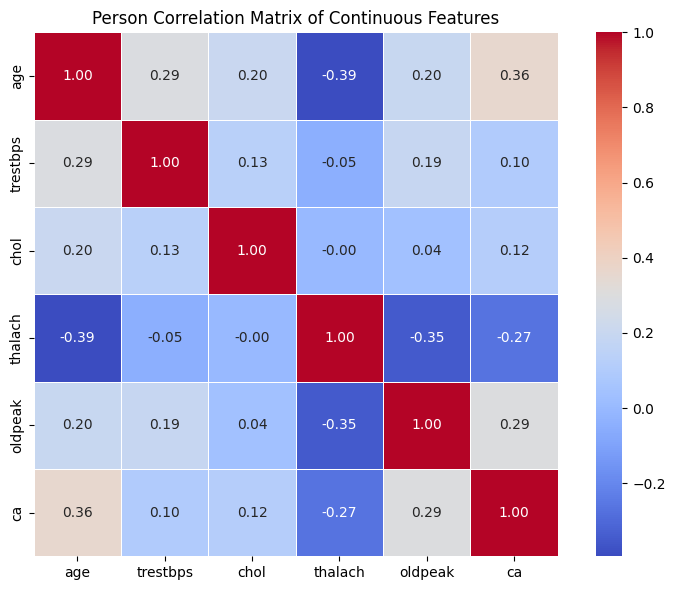 Person Correlation Matrix of Continuous Features
age 1.00 0.29 0.20 -0.39 0.20 0.36
trestbps 0.29 1.00 0.13 -0.05 0.19 0.10
chol 0.20 0.13 1.00 -0.00 0.04 0.12
thalach -0.39 -0.05 -0.00 1.00 -0.35 -0.27
oldpeak 0.20 0.19 0.04 -0.35 1.00 0.29
ca 0.36 0.10 0.12 -0.27 0.29 1.00
age trestbps chol thalach oldpeak ca
1.0
0.8
0.6
0.4
0.2
0.0
−0.2